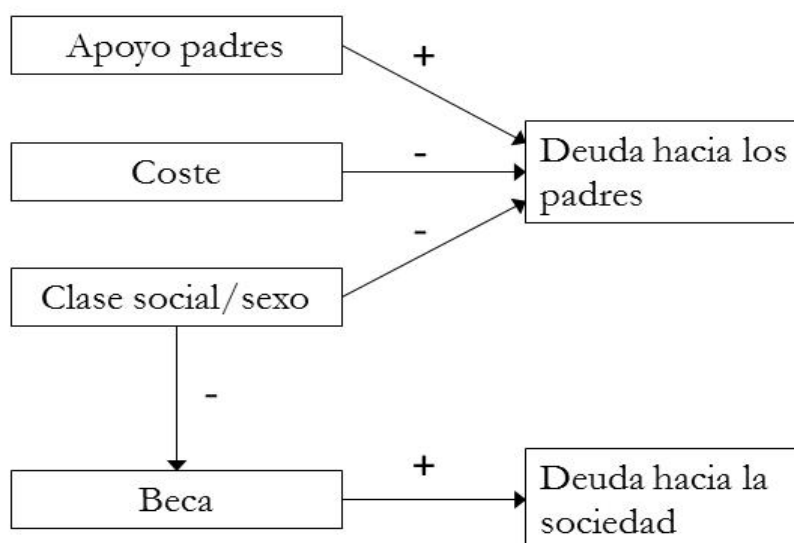 Apoyo padres
+
Coste
-
Deuda hacia los
padres
-
Clase social/sexo
-
Beca
+
Deuda hacia la
sociedad